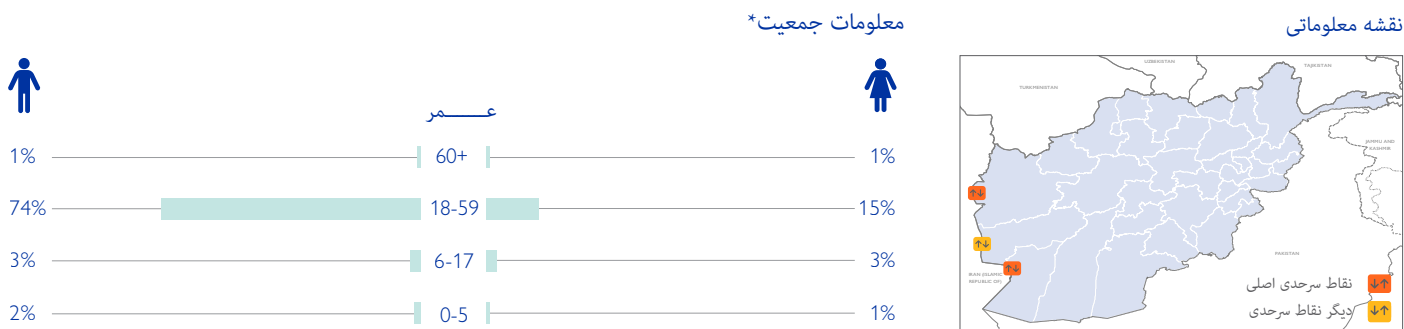 نقشه معلوماتی
UZBEKISTAN
TAJIKISTAN
TURKMENISTAN
JAMMU AND
KASHMIR
PAKISTAN
IRAN (ISLAMIC
REPUBLIC OF)
نقاط سرحدی اصلی
دیگر نقاط سرحدی
معلومات جمعیت*
عـــــــمر
1% 60+ 1%
74% 18-59 15%
3% 6-17 3%
2% 0-5 1%